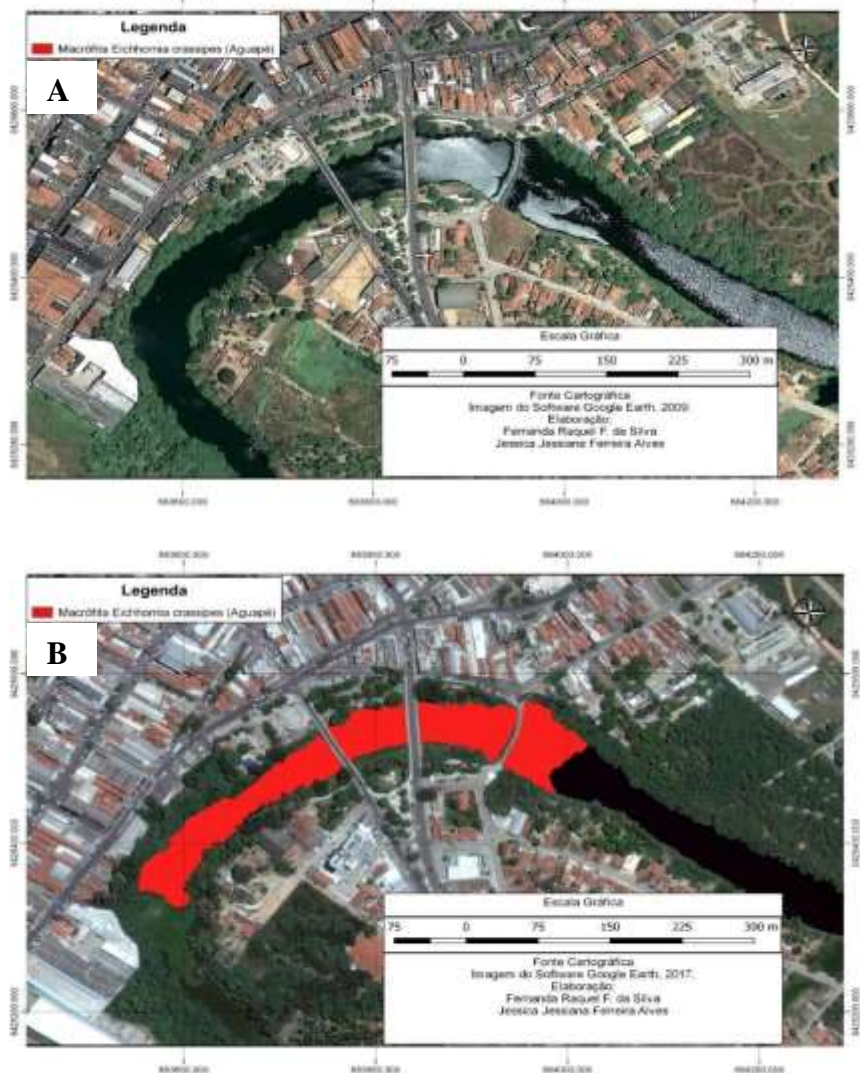 Legenda
Macrófita Eichhornia crassipes (Aguapé)
A
Escala Gráfica
75 0 75 150 225 300 m
Fonte Cartográfica
Imagem do Software Google Earth, 2009
Elaboração:
Fernanda Raquel F. da Silva
Jessica Jessiana Ferreira Alves
Legenda
Macrófita Eichhornia crassipes (Aguapé)
B
Escala Gráfica
75 0 75 150 225 300 m
Fonte Cartográfica
Imagem do Software Google Earth, 2017.
Elaboração:
Fernanda Raquel F. da Silva
Jessica Jessiana Ferreira Alves